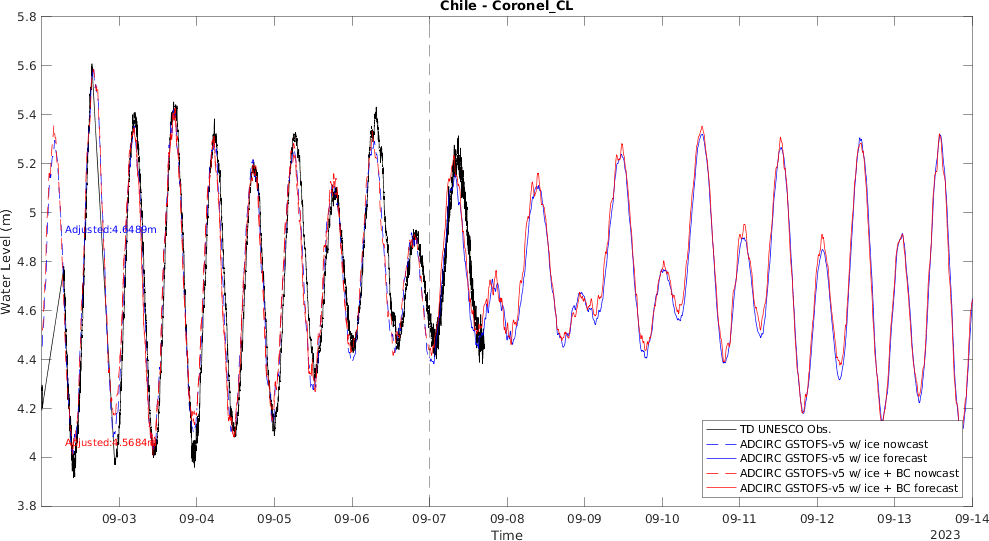 Chile - Coronel_CL
5.8
5.6
5.4
5.2
5
4.8
4.6
4.4
4.2
4
3.8
Water Level (m)
Adjusted:4.6489m
Adjusted:4.5684m
TD UNESCO Obs.
ADCIRC GSTOFS-v5 w/ ice nowcast
ADCIRC GSTOFS-v5 w/ ice forecast
ADCIRC GSTOFS-v5 w/ ice + BC nowcast
ADCIRC GSTOFS-v5 w/ ice + BC forecast
09-03 09-04 09-05 09-06 09-07 09-08 09-09 09-10 09-11 09-12 09-13 09-14
Time
2023